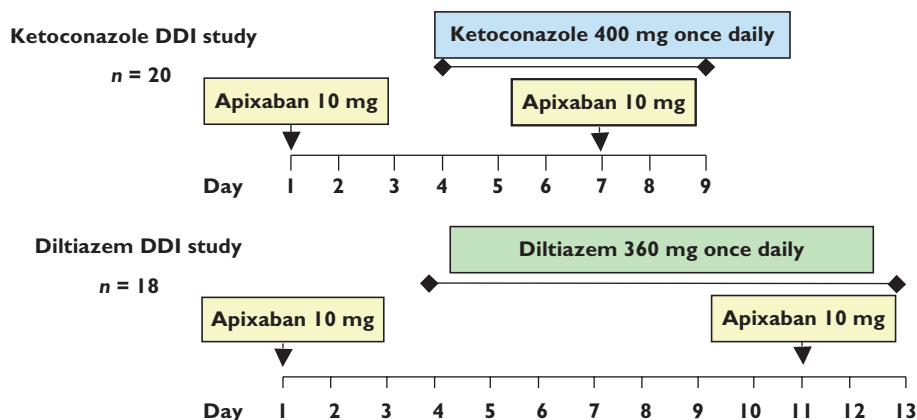 Ketoconazole DDI study
n = 20
Ketoconazole 400 mg once daily
Apixaban 10 mg
Apixaban 10 mg
Day 1 2 3 4 5 6 7 8 9
Diltiazem DDI study
n = 18
Diltiazem 360 mg once daily
Apixaban 10 mg
Apixaban 10 mg
Day 1 2 3 4 5 6 7 8 9 10 11 12 13